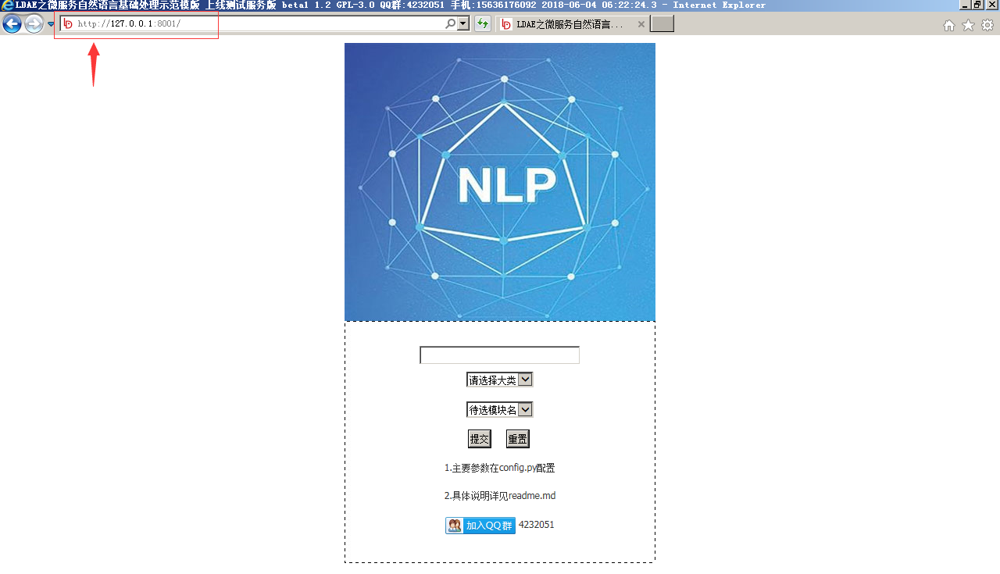 LDAE之微服务自然语言基础处理示范模版 上线测试服务版 beta1 1.2 GPL-3.0 QQ群:4232051 手机:15636176092 2018-06-04 06:22:24.3 - Internet Explorer
http://127.0.0.1:8001/
LDAE之微服务自然语言...
NLP
请选择大类
待选模块名
提交 重置
1.主要参数在config.py配置
2.具体说明详见readme.md
加入QQ群 4232051